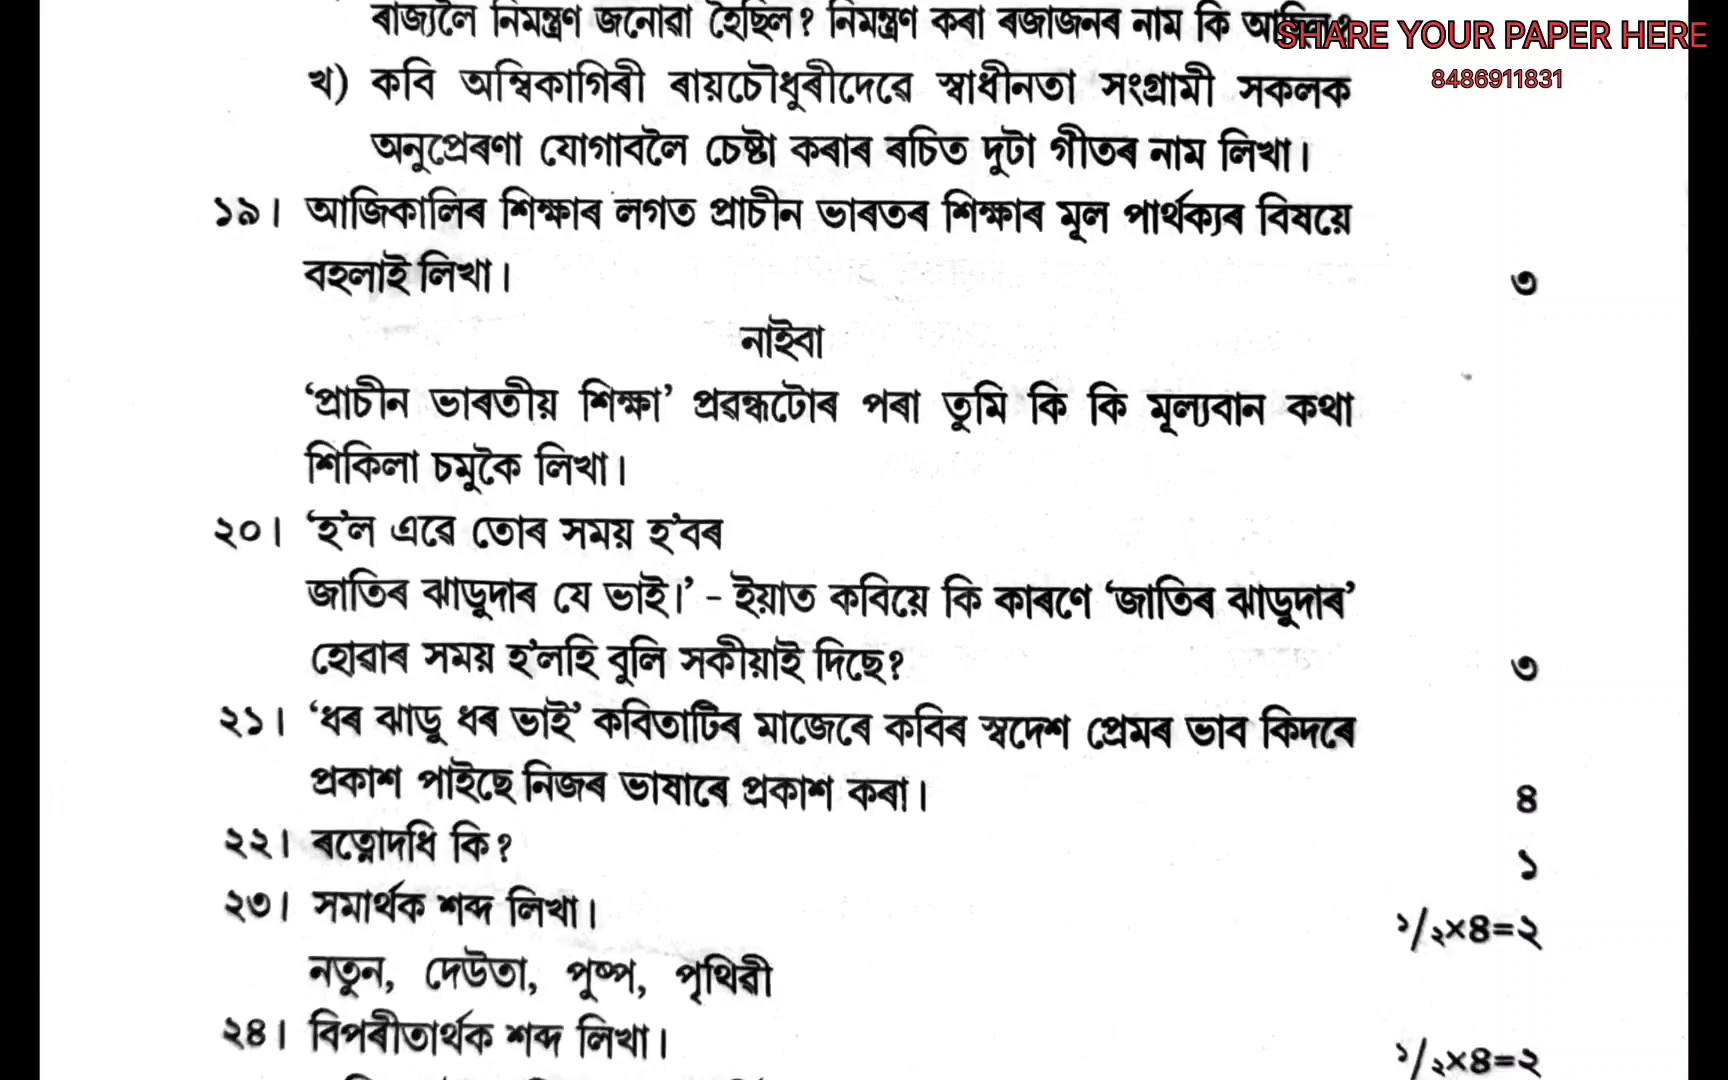 ৰাজ্যলৈ নিমন্ত্ৰণ জনোৱা হৈছিল? নিমন্ত্ৰণ কৰা ৰজাজনৰ নাম কি
SHARE YOUR PAPER HERE
8486911831
খ) কবি অম্বিকাগিৰী ৰায়চৌধুৰীদেৱে স্বাধীনতা সংগ্ৰামী সকলক
অনুপ্ৰেৰণা যোগাবলৈ চেষ্টা কৰাৰ ৰচিত দুটা গীতৰ নাম লিখা।
১৯। আজিকালিৰ শিক্ষাৰ লগত প্ৰাচীন ভাৰতৰ শিক্ষাৰ মূল পাৰ্থক্যৰ বিষয়ে
বহলাই লিখা। ৩
নাইবা
‘প্ৰাচীন ভাৰতীয় শিক্ষা’ প্ৰৱন্ধটোৰ পৰা তুমি কি কি মূল্যবান কথা
শিকিলা চমুকৈ লিখা।
২০। ‘হ’ল এৱে তোৰ সময় হ’বৰ
জাতিৰ ঝাড়ুদাৰ যে ভাই।’ - ইয়াত কবিয়ে কি কাৰণে ‘জাতিৰ ঝাড়ুদাৰ’
হোৱাৰ সময় হ’লহি বুলি সকীয়াই দিছে? ৩
২১। ‘ধৰ ঝাড়ু ধৰ ভাই’ কবিতাটিৰ মাজেৰে কবিৰ স্বদেশ প্ৰেমৰ ভাব কিদৰে
প্ৰকাশ পাইছে নিজৰ ভাষাৰে প্ৰকাশ কৰা। ৪
২২। ৰত্নোদধি কি? ১
২৩। সমাৰ্থক শব্দ লিখা। ১/২×৪=২
নতুন, দেউতা, পুষ্প, পৃথিৱী
২৪। বিপৰীতাৰ্থক শব্দ লিখা। ১/২×৪=২